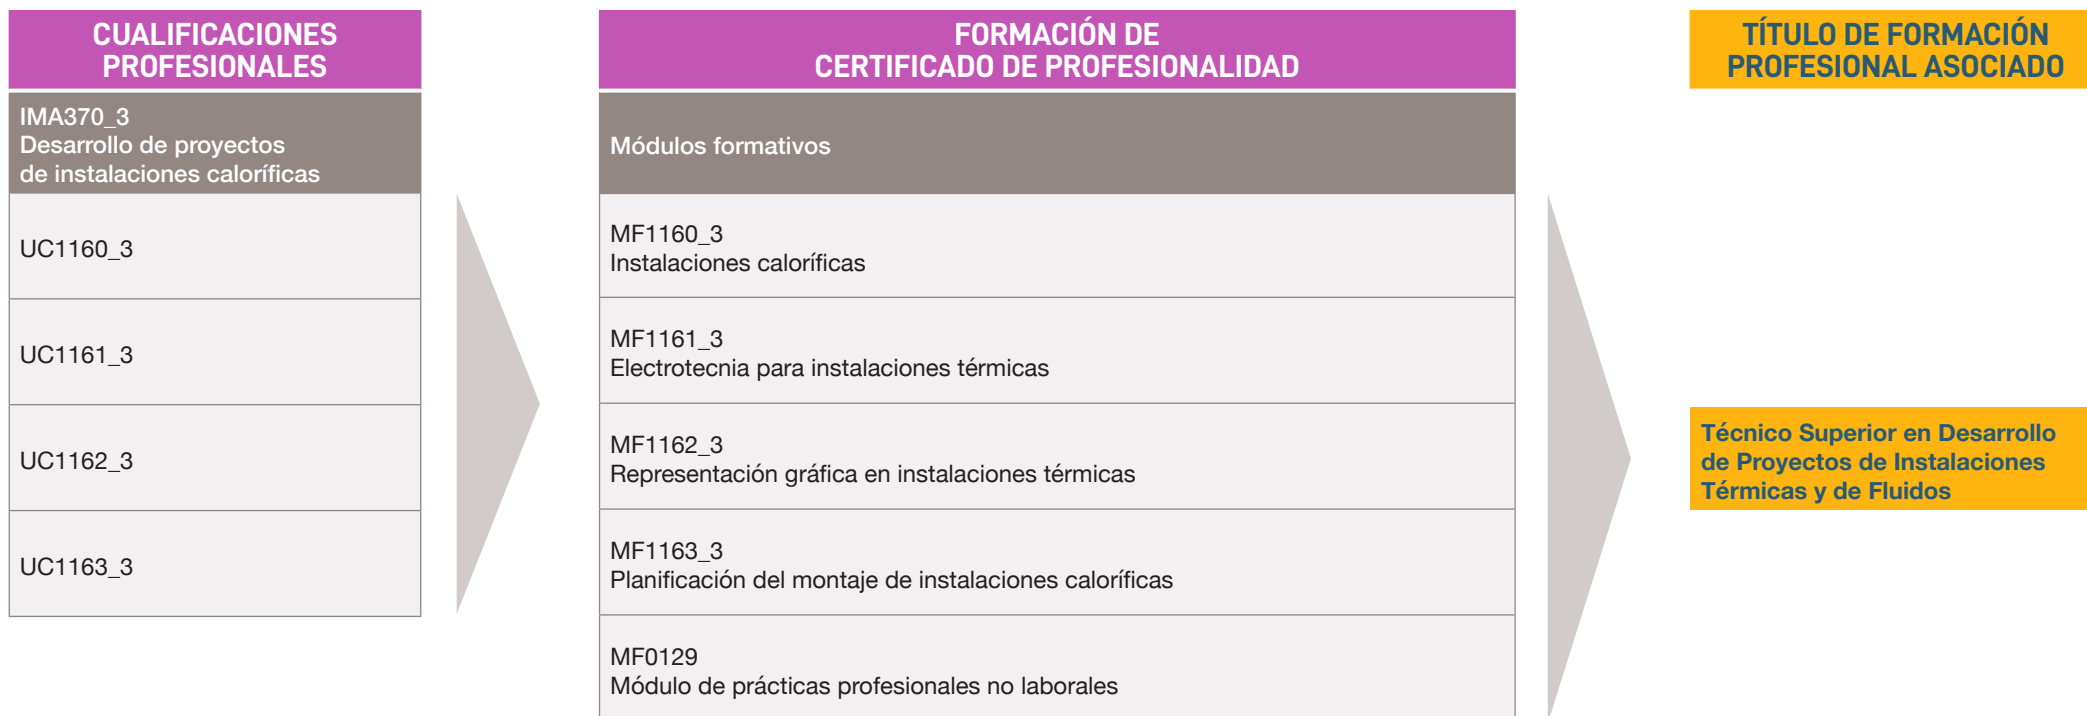 CUALIFICACIONES
PROFESIONALES
IMA370_3
Desarrollo de proyectos
de instalaciones caloríficas
UC1160_3
UC1161_3
UC1162_3
UC1163_3
FORMACIÓN DE
CERTIFICADO DE PROFESIONALIDAD
Módulos formativos
MF1160_3
Instalaciones caloríficas
MF1161_3
Electrotecnia para instalaciones térmicas
MF1162_3
Representación gráfica en instalaciones térmicas
MF1163_3
Planificación del montaje de instalaciones caloríficas
MF0129
Módulo de prácticas profesionales no laborales
TÍTULO DE FORMACIÓN
PROFESIONAL ASOCIADO
Técnico Superior en Desarrollo
de Proyectos de Instalaciones
Térmicas y de Fluidos